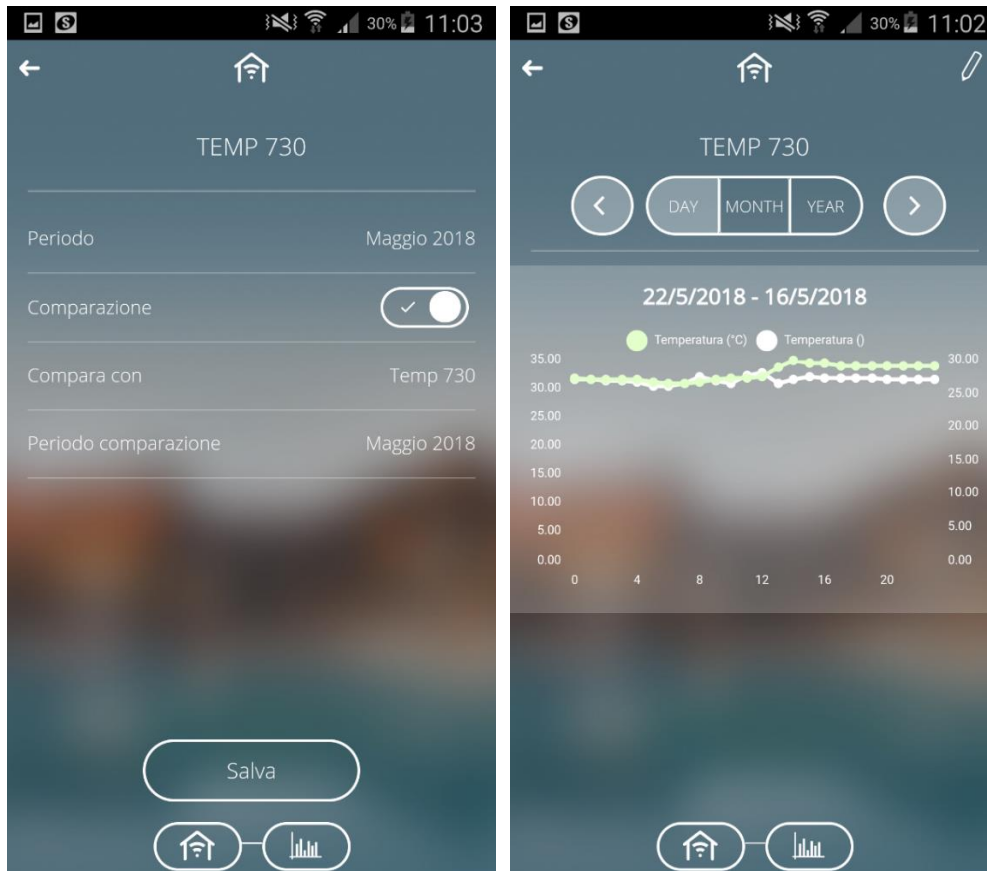 30% 11:03
TEMP 730
Periodo Maggio 2018
Comparazione
Compara con Temp 730
Periodo comparazione Maggio 2018
Salva
30% 11:02
TEMP 730
DAY MONTH YEAR
22/5/2018 - 16/5/2018
Temperatura (°C) Temperatura ()
35.00 30.00
30.00 25.00
25.00 20.00
20.00 15.00
15.00 10.00
10.00 5.00
5.00 0.00
0.00
0 4 8 12 16 20